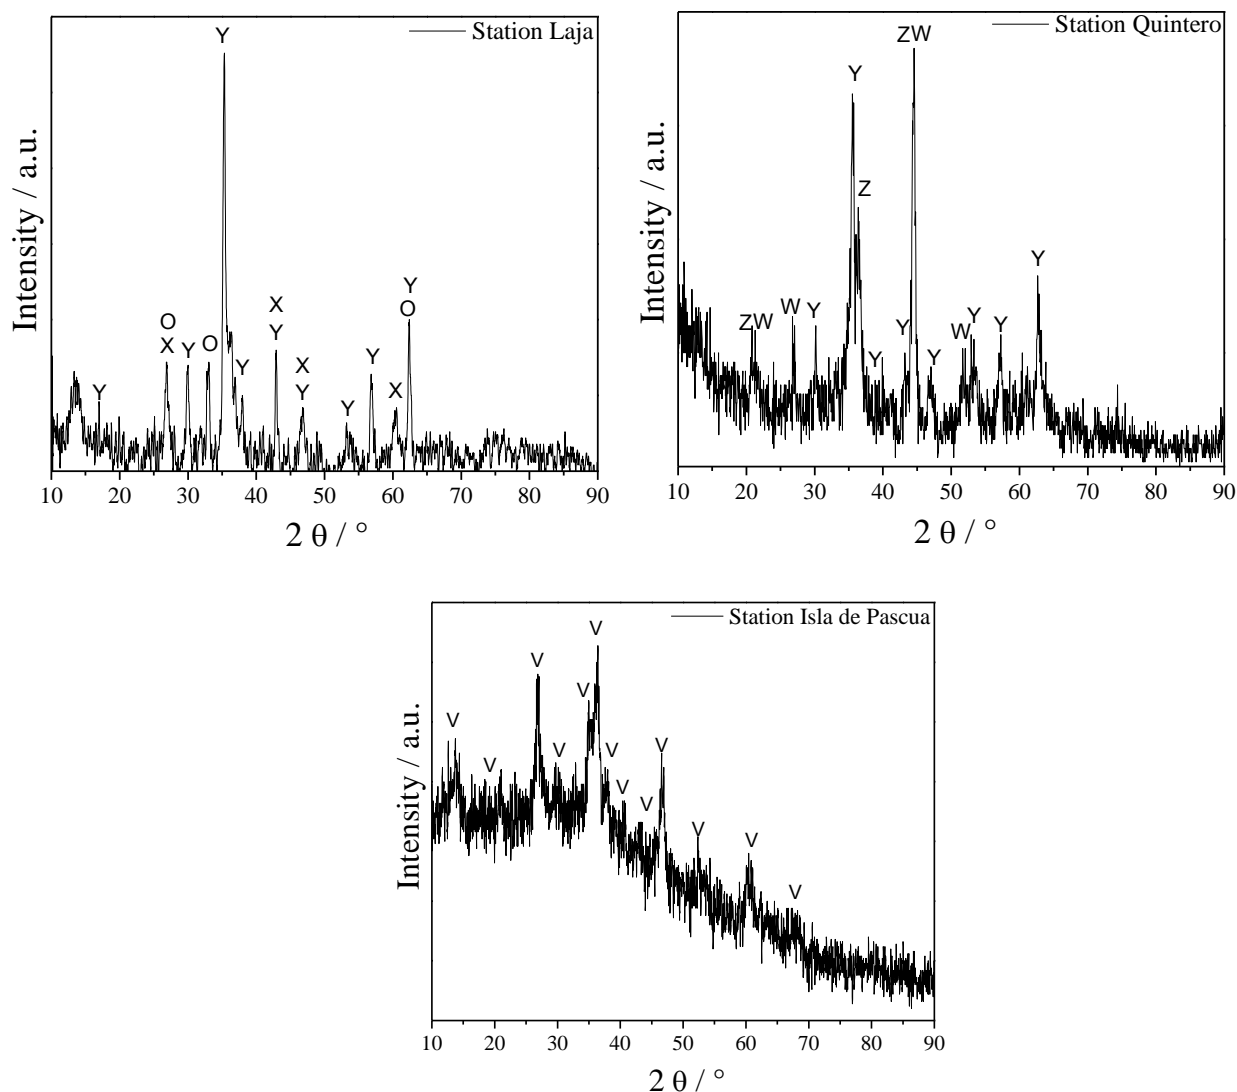 Station Laja
Intensity / a.u.
Y
O
X
Y
O
Y
Y
X
Y
X
Y
Y
Y
X
Y
O
Y
10 20 30 40 50 60 70 80 90
2 θ / °
Station Quintero
Intensity / a.u.
ZW
Y
Z
Y
ZW
W
Y
Y
Y
Y
W
Y
Y
10 20 30 40 50 60 70 80 90
2 θ / °
Station Isla de Pascua
Intensity / a.u.
V
V
V
V
V
V
V
V
V
V
V
V
V
10 20 30 40 50 60 70 80 90
2 θ / °